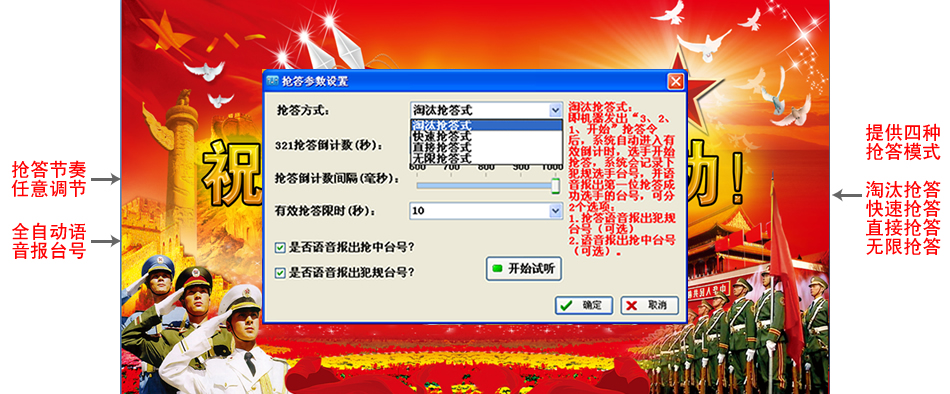 抢答节奏
任意调节
全自动语
音报台号
祝
动!
抢答参数设置
抢答方式：
淘汰抢答式
淘汰抢答式
快速抢答式
直接抢答式
无限抢答式
321抢答倒计数(秒)：
600 700 800 900 1000
抢答倒计数间隔(毫秒)：
有效抢答限时(秒)：
10
是否语音报出抢中台号?
是否语音报出犯规台号?
开始试听
确定
取消
淘汰抢答式：
即机器发出“3、2、
1、开始”抢答令
后，系统自动进入有
效倒计时，选手开始
抢答，系统会记录下
犯规选手台号，并语
音报出第一位抢答成
功选手的台号，可分
2个选项：
1.抢答语音报出犯规
台号（可选）
2.语音报出抢中台号
（可选）。
提供四种
抢答模式
淘汰抢答
快速抢答
直接抢答
无限抢答